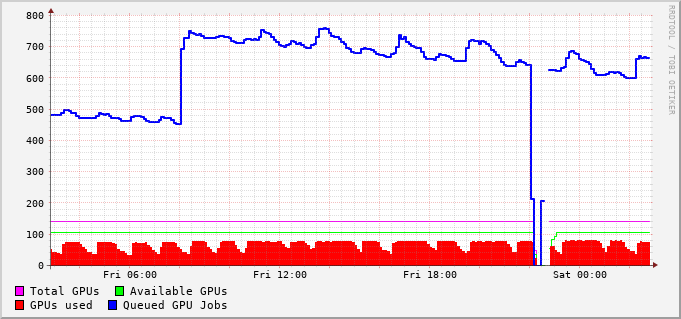 800
700
600
500
400
300
200
100
0
Fri 06:00 Fri 12:00 Fri 18:00 Sat 00:00
Total GPUs Available GPUs
GPUs used Queued GPU Jobs
RRDTOOL / TOBI OETIKER